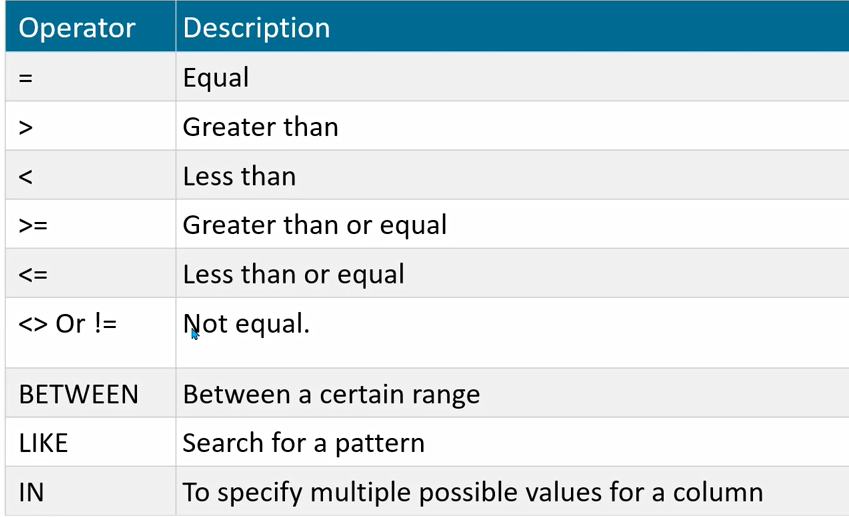 Operator Description
= Equal
> Greater than
< Less than
>= Greater than or equal
<= Less than or equal
<> Or != Not equal.
BETWEEN Between a certain range
LIKE Search for a pattern
IN To specify multiple possible values for a column